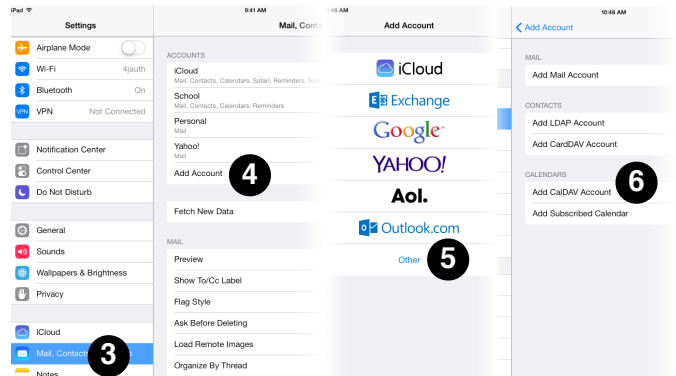 iPad
Settings
Airplane Mode
Wi-Fi 4jauth
Bluetooth On
VPN VPN Not Connected
Notification Center
Control Center
Do Not Disturb
General
Sounds
Wallpapers & Brightness
Privacy
iCloud
Mail, Contacts
3
Notes
9:41 AM
Mail,
ACCOUNTS
iCloud
Mail, Contacts, Calendars, Safari, Reminders,
School
Mail, Contacts, Calendars, Reminders
Personal
Mail
Yahoo!
Mail
Add Account
4
Fetch New Data
MAIL
Preview
Show To/Cc Label
Flag Style
Ask Before Deleting
Load Remote Images
Organize By Thread
AM
Add Account
iCloud
Exchange
Google
YAHOO!
Aol.
Outlook.com
Other
5
10:46 AM
Add Account
MAIL
Add Mail Account
CONTACTS
Add LDAP Account
Add CardDAV Account
CALENDARS
Add CalDAV Account
6
Add Subscribed Calendar